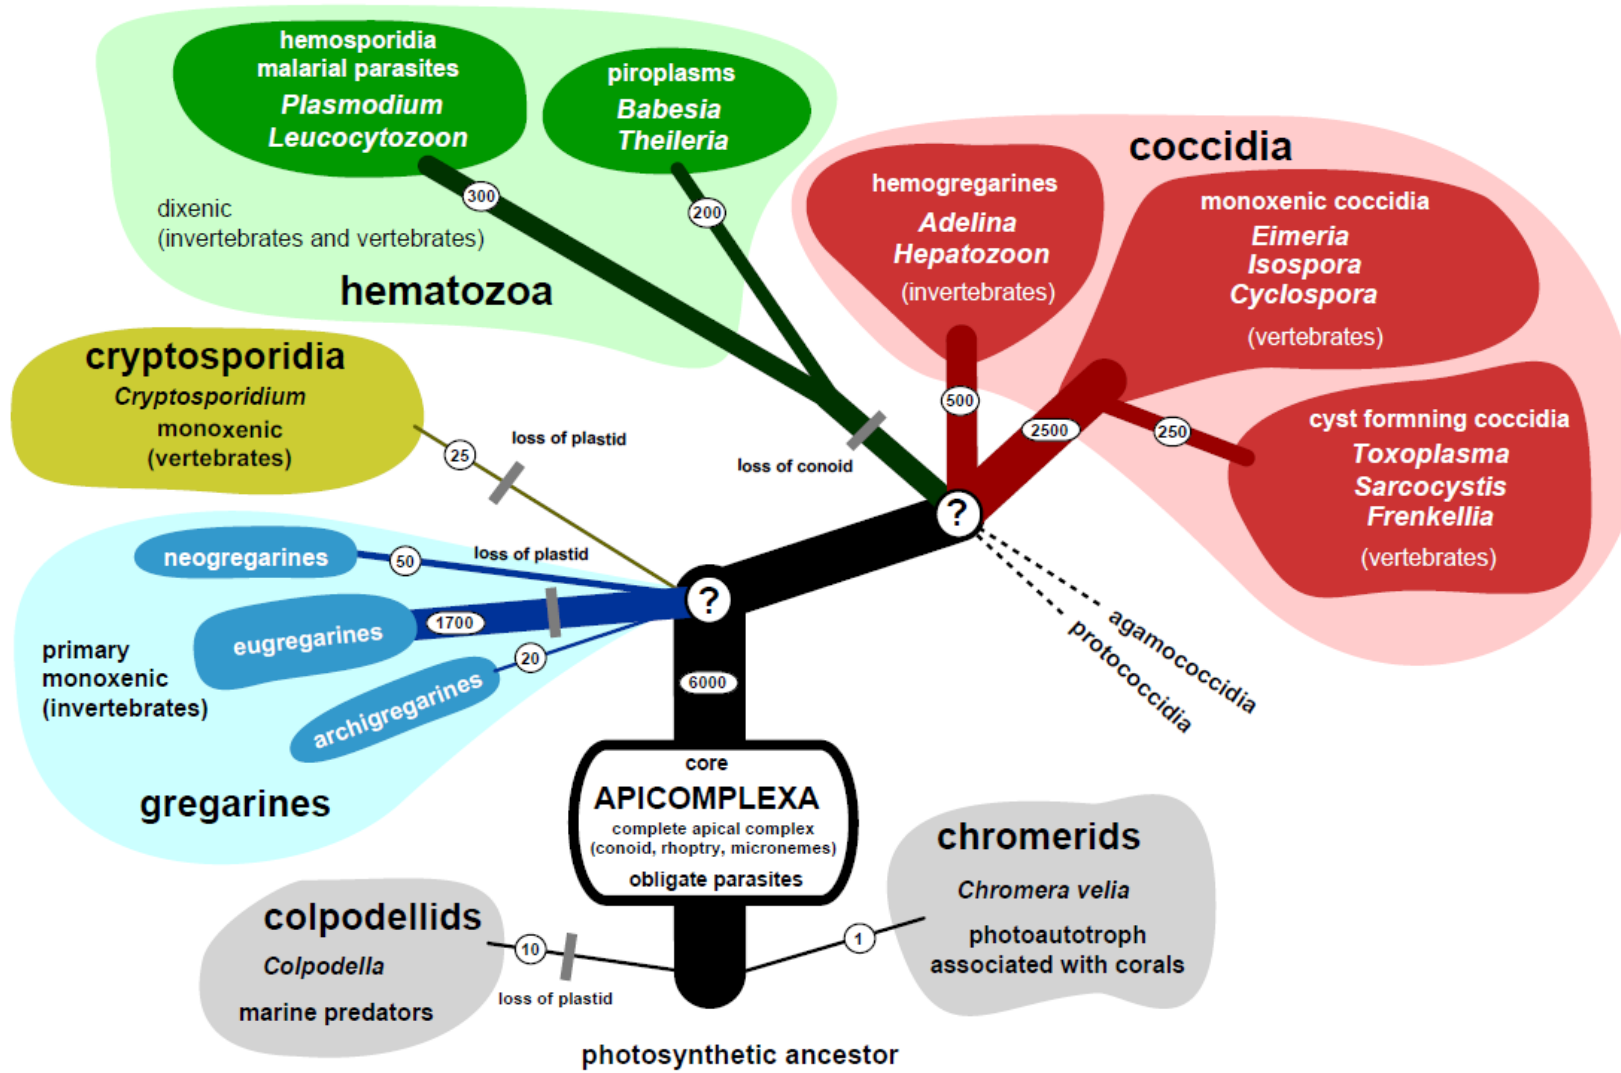 hemosporidia
malarial parasites
Plasmodium
Leucocytozoon
piroplasms
Babesia
Theileria
300
200
dixenic
(invertebrates and vertebrates)
hematozoa
coccidia
hemogregarines
Adelina
Hepatozoon
(invertebrates)
monoxenic coccidia
Eimeria
Isospora
Cyclospora
(vertebrates)
500
2500
250
cyst formning coccidia
Toxoplasma
Sarcocystis
Frenkellia
(vertebrates)
cryptosporidia
Cryptosporidium
monoxenic
(vertebrates)
25
loss of plastid
loss of conoid
?
agamococcidia
protococcidia
neogregarines
50
loss of plastid
eugregarines
1700
?
archigregarines
20
primary
monoxenic
(invertebrates)
gregarines
6000
core
APICOMPLEXA
complete apical complex
(conoid, rhoptry, micronemes)
obligate parasites
colpodellids
Colpodella
marine predators
10
loss of plastid
1
chromerids
Chromera velia
photoautotroph
associated with corals
photosynthetic ancestor